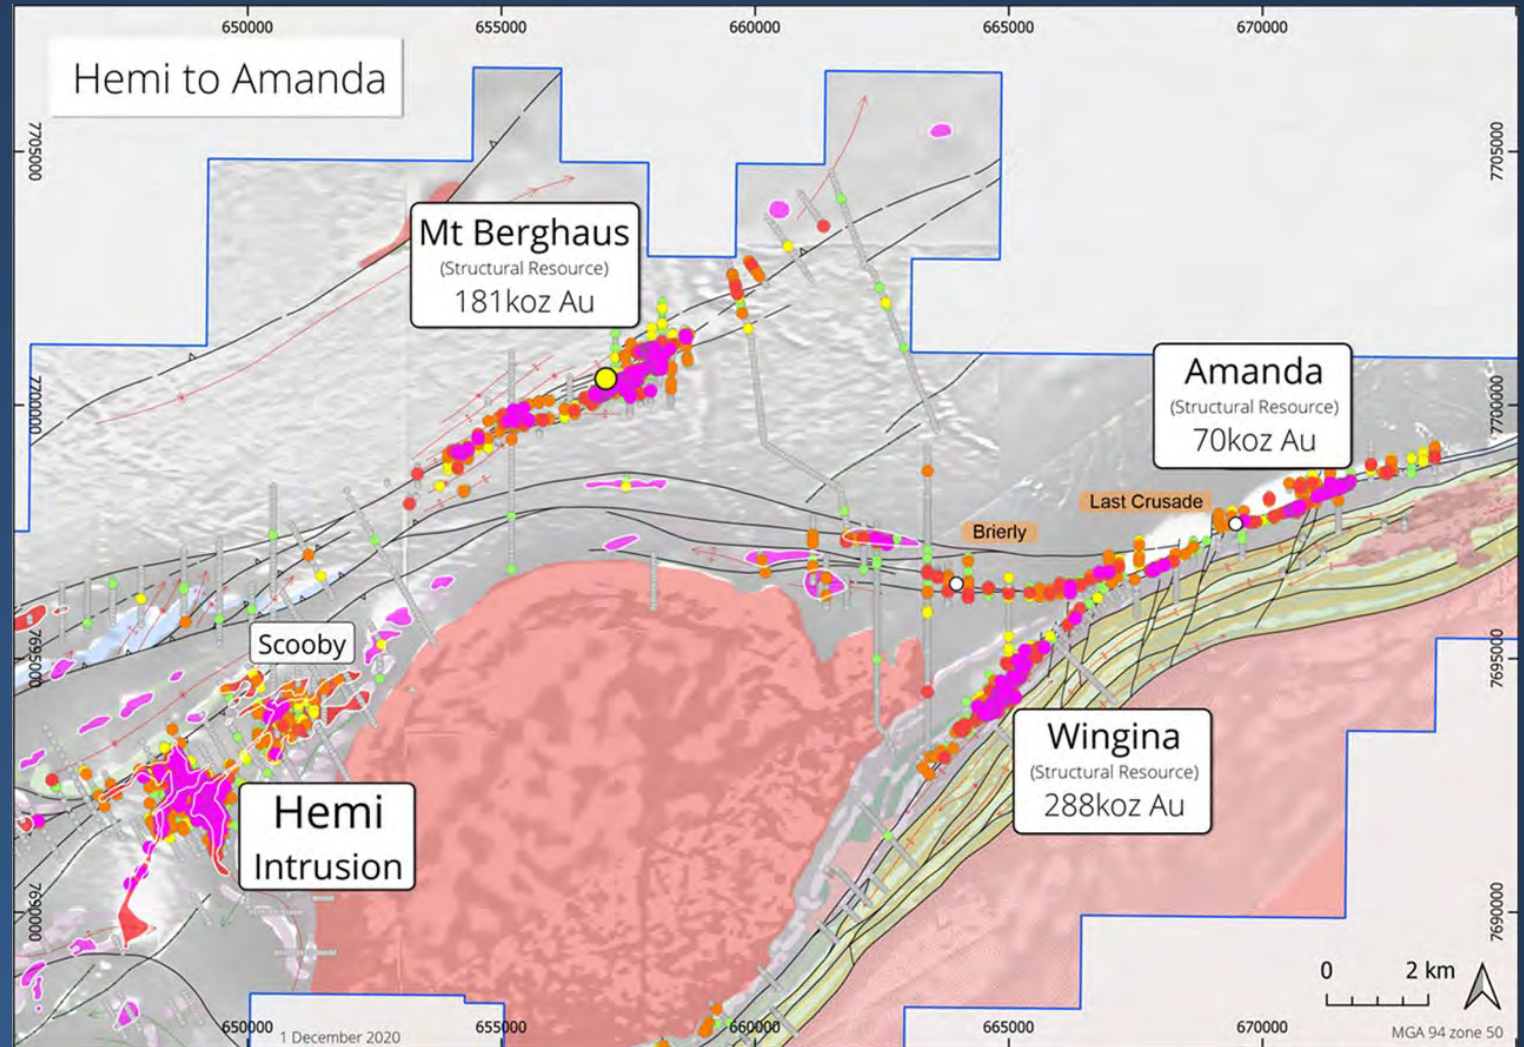 650000 655000 660000 665000 670000
Hemi to Amanda
7705000 7705000
Mt Berghaus
(Structural Resource)
181koz Au
Amanda
(Structural Resource)
70koz Au
7700000 7700000
Last Crusade
Brierly
Scooby
7695000 7695000
Wingina
(Structural Resource)
288koz Au
Hemi
Intrusion
7690000 7690000
0 2 km
650000 655000 660000 665000 670000
1 December 2020
MGA 94 zone 50